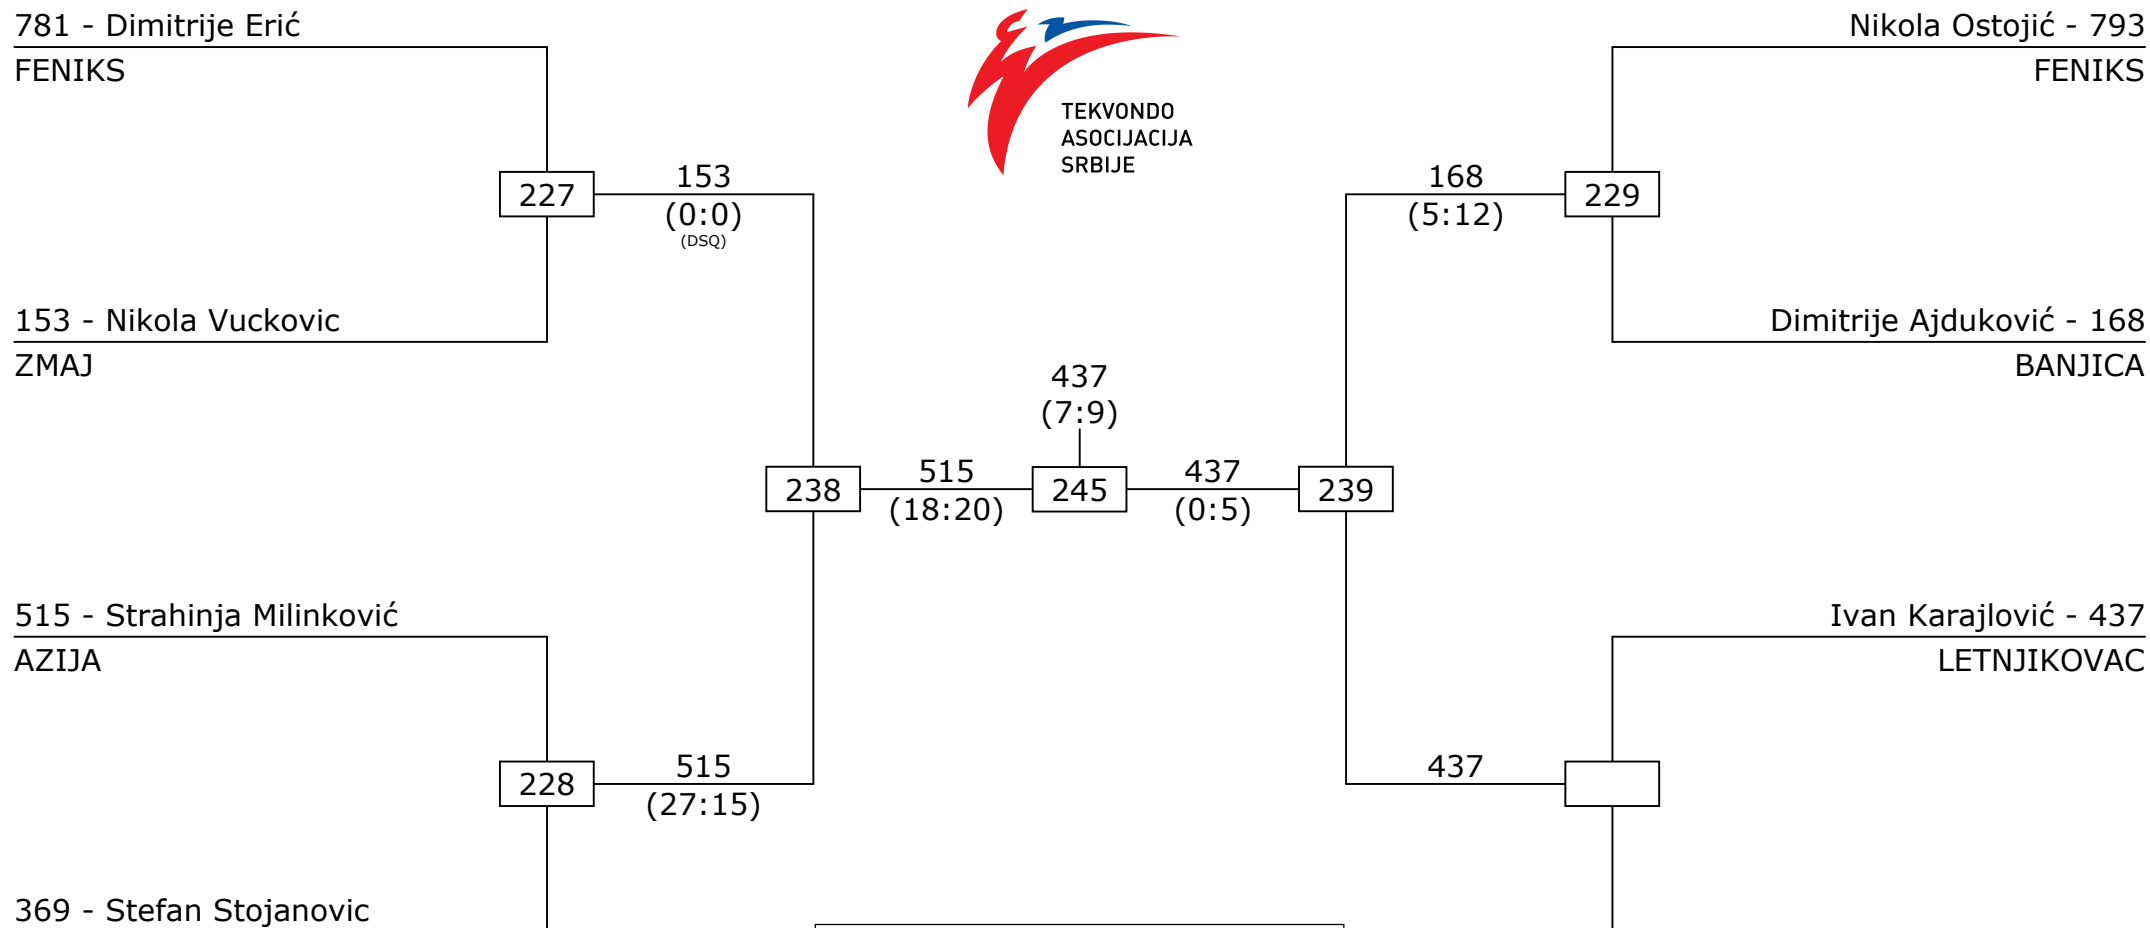 781 - Dimitrije Erić
FENIKS
Nikola Ostojić - 793
FENIKS
TEKVONDO
ASOCIJACIJA
SRBIJE
227
153
(0:0)
(DSQ)
168
(5:12)
229
153 - Nikola Vuckovic
ZMAJ
Dimitrije Ajduković - 168
BANJICA
437
(7:9)
238
515
(18:20)
245
437
(0:5)
239
515 - Strahinja Milinković
AZIJA
Ivan Karajlović - 437
LETNJIKOVAC
228
515
(27:15)
437
369 - Stefan Stojanovic